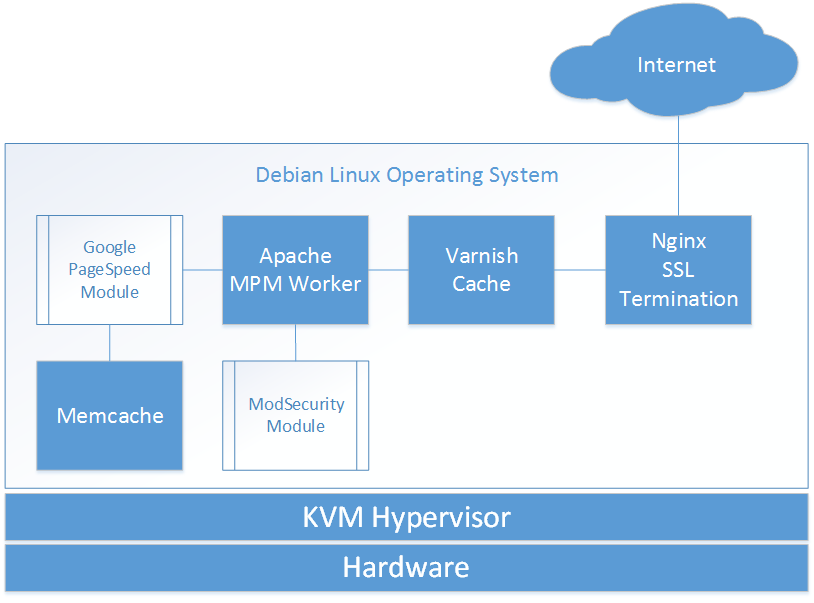 Internet
Debian Linux Operating System
Google
PageSpeed
Module
Apache
MPM Worker
Varnish
Cache
Nginx
SSL
Termination
Memcache
ModSecurity
Module
KVM Hypervisor
Hardware